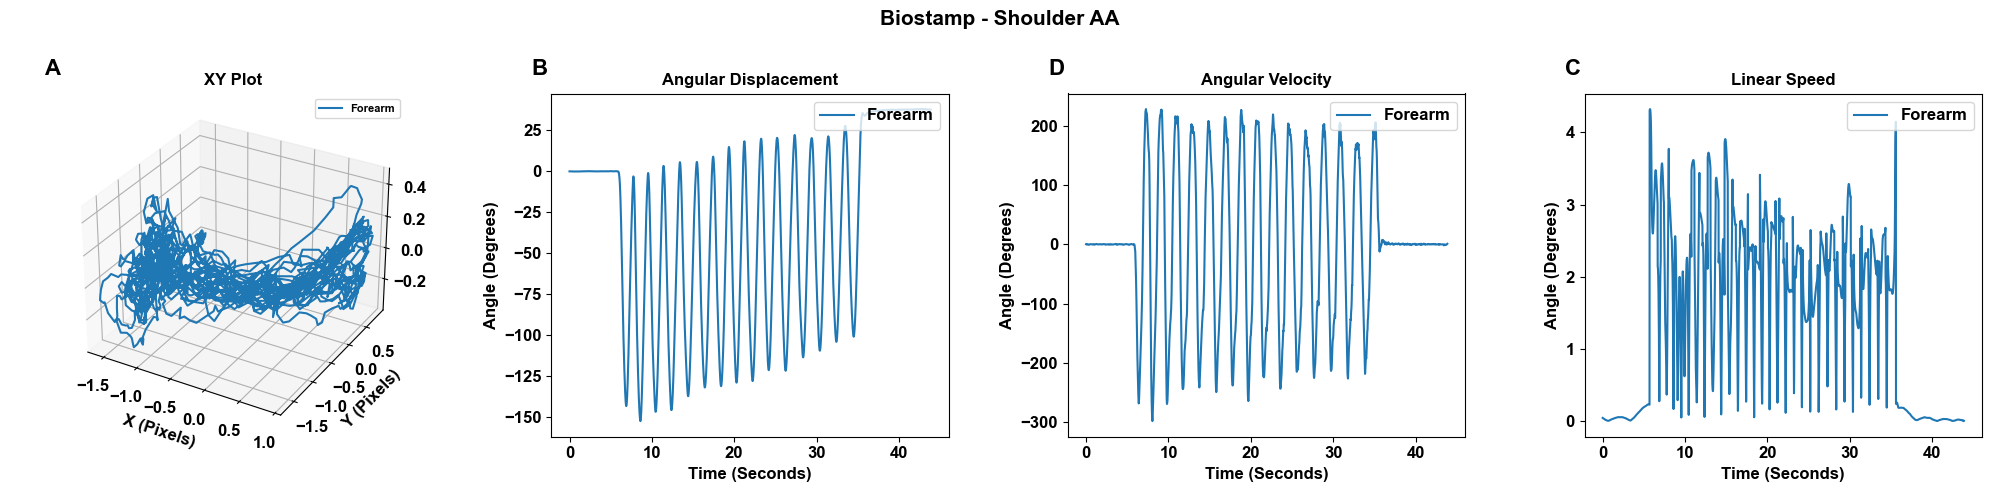 Biostamp - Shoulder AA
A
XY Plot
Forearm
0.4
0.2
0.0
−0.2
−1.5
−1.0
−0.5
0.0
0.5
1.0
X (Pixels)
0.5
0.0
−0.5
−1.0
−1.5
Y (Pixels)
B
Angular Displacement
Forearm
25
0
−25
−50
−75
−100
−125
−150
Angle (Degrees)
0 10 20 30 40
Time (Seconds)
D
Angular Velocity
Forearm
200
100
0
−100
−200
−300
Angle (Degrees)
0 10 20 30 40
Time (Seconds)
C
Linear Speed
Forearm
4
3
2
1
0
Angle (Degrees)
0 10 20 30 40
Time (Seconds)